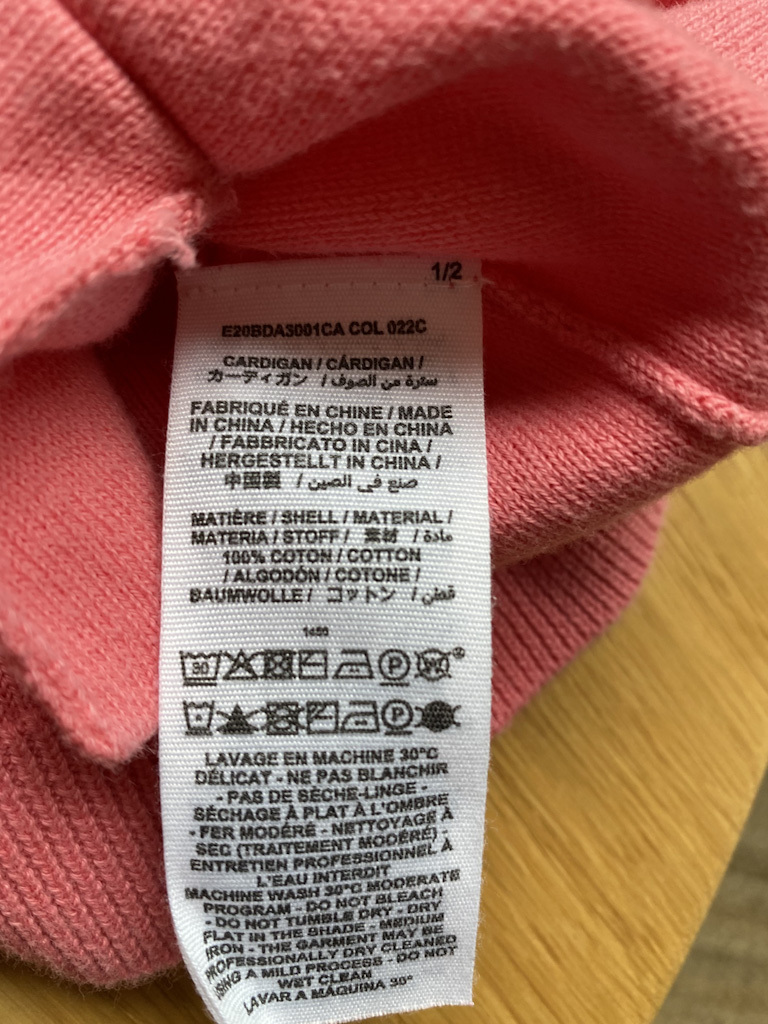 1/2
E20BDA3001CA COL 022C
CARDIGAN / CÁRDIGAN /
カーディガン / سترة من الصوف /
FABRIQUÉ EN CHINE / MADE
IN CHINA / HECHO EN CHINA
/ FABBRICATO IN CINA /
HERGESTELLT IN CHINA /
中国製 / صنع في الصين /
MATIÈRE / SHELL / MATERIAL /
MATERIA / STOFF / 素材 / مادة /
100% COTON / COTTON
/ ALGODÓN / COTONE /
BAUMWOLLE / コットン / قطن /
30 P W
P
LAVAGE EN MACHINE 30°C
DÉLICAT - NE PAS BLANCHIR
- PAS DE SÈCHE-LINGE -
SÉCHAGE À PLAT À L'OMBRE
- FER MODÉRÉ - NETTOYAGE À
SEC (TRAITEMENT MODÉRÉ) -
ENTRETIEN PROFESSIONNEL À
L'EAU INTERDIT
MACHINE WASH 30°C MODERATE
PROGRAM - DO NOT BLEACH
- DO NOT TUMBLE DRY - DRY
FLAT IN THE SHADE - MEDIUM
IRON - THE GARMENT MAY BE
PROFESSIONALLY DRY CLEANED
USING A MILD PROCESS - DO NOT
WET CLEAN
LAVAR A MÁQUINA 30°